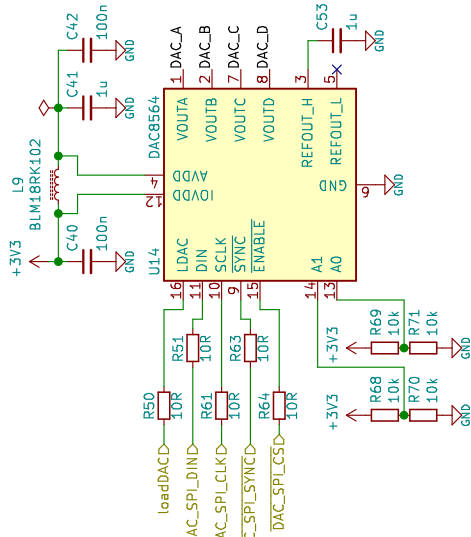 C42
100n
GND
C41
1u
GND
L9
BLM18RK102
C40
100n
GND
+3V3
DAC_A
DAC_B
DAC_C
DAC_D
C53
1u
GND
1
2
7
8
3
5
VOUTA
VOUTB
VOUTC
VOUTD
REFOUT_H
REFOUT_L
DAC8564
AVDD
4
IOVDD
12
GND
6
GND
U14
LDAC
DIN
SCLK
SYNC
ENABLE
A1
A0
16
11
10
9
15
14
13
R51
10R
R63
10R
R50
10R
R61
10R
R64
10R
+3V3
R69
10k
R71
10k
GND
+3V3
R68
10k
R70
10k
GND
loadDAC
AC_SPI_DIN
AC_SPI_CLK
C_SPI_SYNC
DAC_SPI_CS